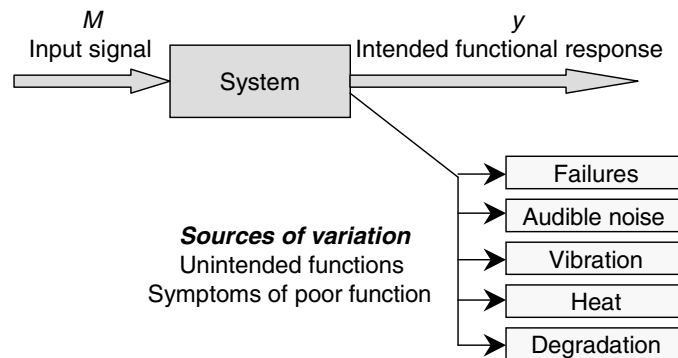 M
Input signal
System
y
Intended functional response
Sources of variation
Unintended functions
Symptoms of poor function
Failures
Audible noise
Vibration
Heat
Degradation